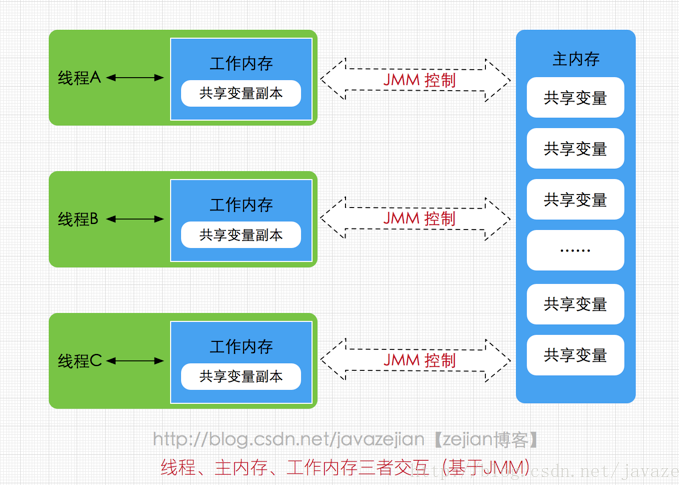 主内存
线程A
工作内存
共享变量副本
JMM 控制
共享变量
共享变量
线程B
工作内存
共享变量副本
JMM 控制
共享变量
……
线程C
工作内存
共享变量副本
JMM 控制
共享变量
共享变量
http://blog.csdn.net/javazejian【zejian博客】
线程、主内存、工作内存三者交互（基于JMM）